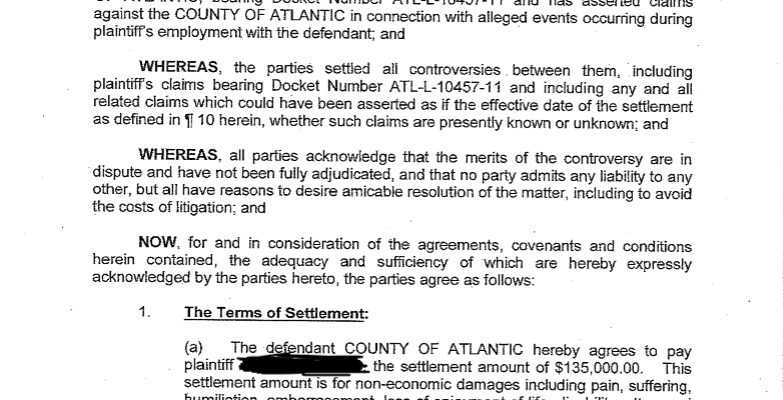 OF ATLANTIC, bearing Docket Number ATL-L-10457-11 and has asserted claims
against the COUNTY OF ATLANTIC in connection with alleged events occurring during
plaintiff's employment with the defendant; and
WHEREAS, the parties settled all controversies between them, including
plaintiff's claims bearing Docket Number ATL-L-10457-11 and including any and all
related claims which could have been asserted as if the effective date of the settlement
as defined in ¶ 10 herein, whether such claims are presently known or unknown; and
WHEREAS, all parties acknowledge that the merits of the controversy are in
dispute and have not been fully adjudicated, and that no party admits any liability to any
other, but all have reasons to desire amicable resolution of the matter, including to avoid
the costs of litigation; and
NOW, for and in consideration of the agreements, covenants and conditions
herein contained, the adequacy and sufficiency of which are hereby expressly
acknowledged by the parties hereto, the parties agree as follows:
1. The Terms of Settlement:
(a) The defendant COUNTY OF ATLANTIC hereby agrees to pay
plaintiff the settlement amount of $135,000.00. This
settlement amount is for non-economic damages including pain, suffering,
humiliation, embarrassment, loss of enjoyment of life,